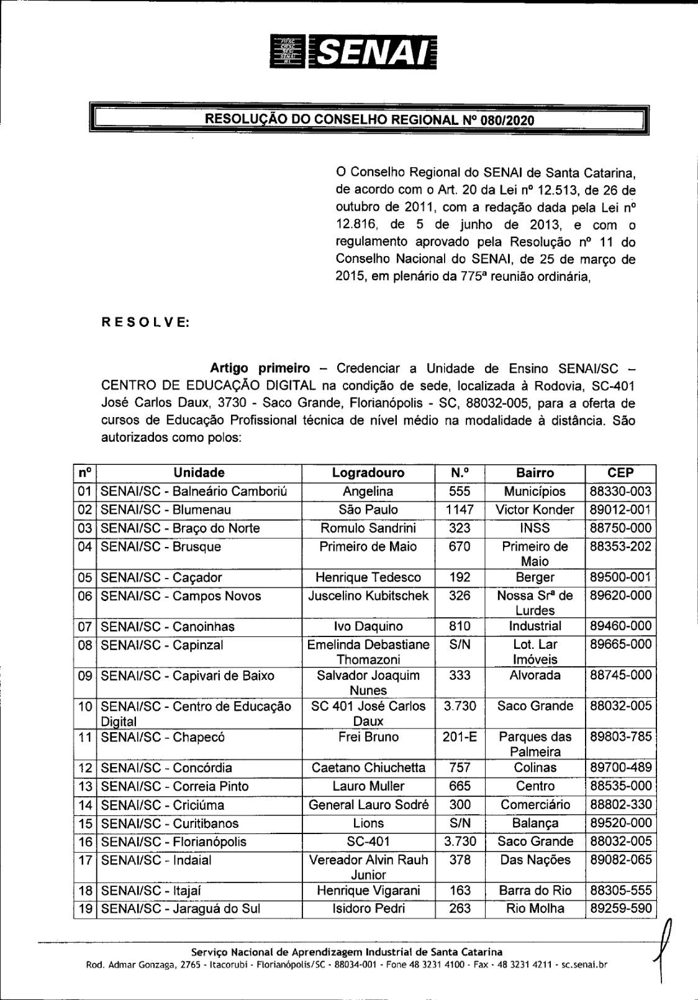 FIESC
CIESC
SESI
SENAI
IEL
SENAI
RESOLUÇÃO DO CONSELHO REGIONAL Nº 080/2020
O Conselho Regional do SENAI de Santa Catarina,
de acordo com o Art. 20 da Lei nº 12.513, de 26 de
outubro de 2011, com a redação dada pela Lei nº
12.816, de 5 de junho de 2013, e com o
regulamento aprovado pela Resolução nº 11 do
Conselho Nacional do SENAI, de 25 de março de
2015, em plenário da 775ª reunião ordinária,
R E S O L V E:
Artigo primeiro – Credenciar a Unidade de Ensino SENAI/SC –
CENTRO DE EDUCAÇÃO DIGITAL na condição de sede, localizada à Rodovia, SC-401
José Carlos Daux, 3730 - Saco Grande, Florianópolis - SC, 88032-005, para a oferta de
cursos de Educação Profissional técnica de nível médio na modalidade à distância. São
autorizados como polos:
nº Unidade Logradouro N.º Bairro CEP
01 SENAI/SC - Balneário Camboriú Angelina 555 Municípios 88330-003
02 SENAI/SC - Blumenau São Paulo 1147 Victor Konder 89012-001
03 SENAI/SC - Braço do Norte Romulo Sandrini 323 INSS 88750-000
04 SENAI/SC - Brusque Primeiro de Maio 670 Primeiro de 88353-202
Maio
05 SENAI/SC - Caçador Henrique Tedesco 192 Berger 89500-001
06 SENAI/SC - Campos Novos Juscelino Kubitschek 326 Nossa Srª de 89620-000
Lurdes
07 SENAI/SC - Canoinhas Ivo Daquino 810 Industrial 89460-000
08 SENAI/SC - Capinzal Emelinda Debastiane S/N Lot. Lar 89665-000
Thomazoni Imóveis
09 SENAI/SC - Capivari de Baixo Salvador Joaquim 333 Alvorada 88745-000
Nunes
10 SENAI/SC - Centro de Educação SC 401 José Carlos 3.730 Saco Grande 88032-005
Digital Daux
11 SENAI/SC - Chapecó Frei Bruno 201-E Parques das 89803-785
Palmeira
12 SENAI/SC - Concórdia Caetano Chiuchetta 757 Colinas 89700-489
13 SENAI/SC - Correia Pinto Lauro Muller 665 Centro 88535-000
14 SENAI/SC - Criciúma General Lauro Sodré 300 Comerciário 88802-330
15 SENAI/SC - Curitibanos Lions S/N Balança 89520-000
16 SENAI/SC - Florianópolis SC-401 3.730 Saco Grande 88032-005
17 SENAI/SC - Indaial Vereador Alvin Rauh 378 Das Nações 89082-065
Junior
18 SENAI/SC - Itajaí Henrique Vigarani 163 Barra do Rio 88305-555
19 SENAI/SC - Jaraguá do Sul Isidoro Pedri 263 Rio Molha 89259-590
Serviço Nacional de Aprendizagem Industrial de Santa Catarina
Rod. Admar Gonzaga, 2765 - Itacorubi - Florianópolis/SC - 88034-001 - Fone 48 3231 4100 - Fax - 48 3231 4211 - sc.senai.br